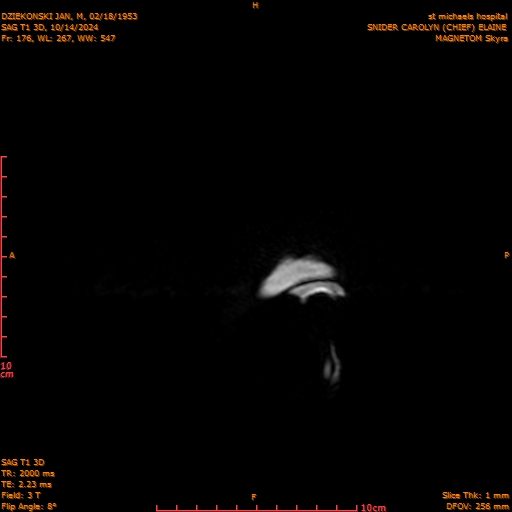 H
DZIEKONSKI JAN, M, 02/18/1953
SAG T1 3D, 10/14/2024
Fr: 176, WL: 267, WW: 547
st michaels hospital
SNIDER CAROLYN (CHIEF) ELAINE
MAGNETOM Skyra
A
P
10
cm
SAG T1 3D
TR: 2000 ms
TE: 2.23 ms
Field: 3 T
Flip Angle: 8°
F
10cm
Slice Thk: 1 mm
DFOV: 256 mm